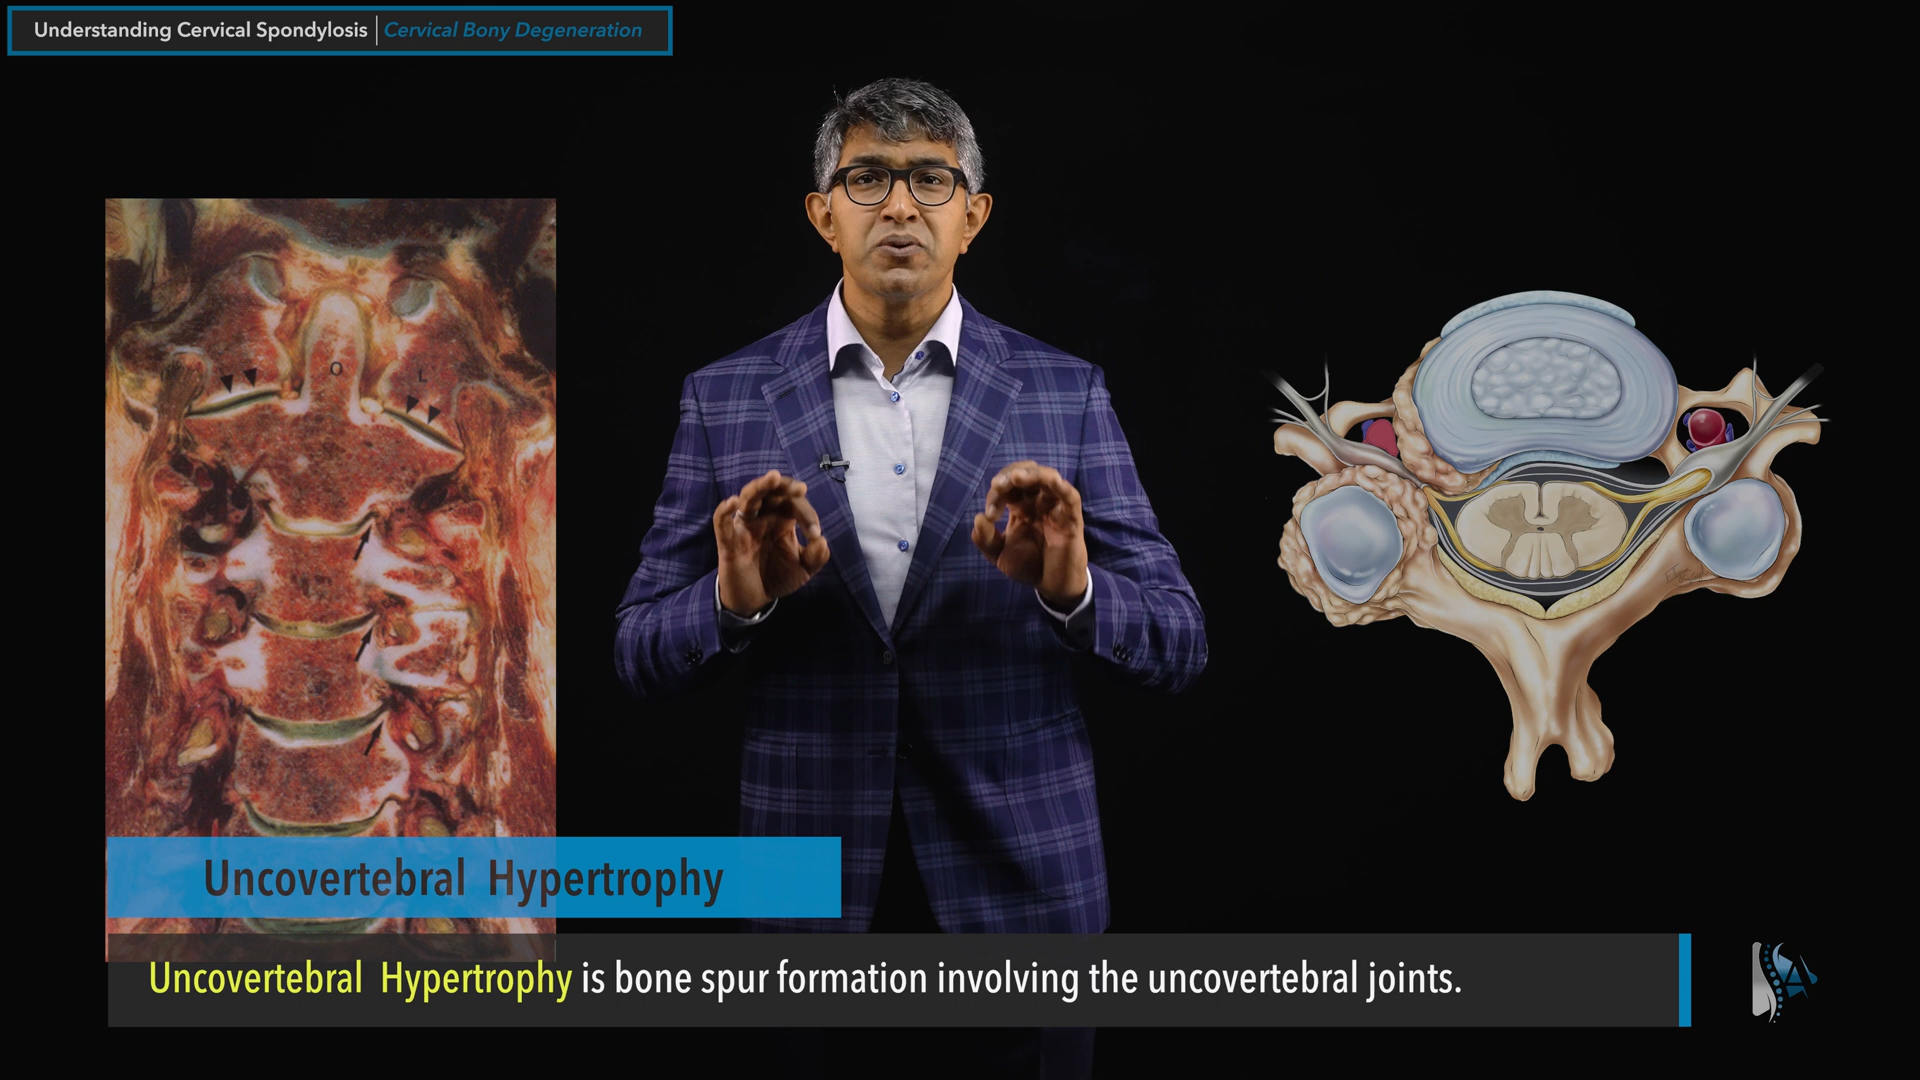 Understanding Cervical Spondylosis | Cervical Bony Degeneration
O
L
Uncovertebral Hypertrophy
Uncovertebral Hypertrophy is bone spur formation involving the uncovertebral joints.